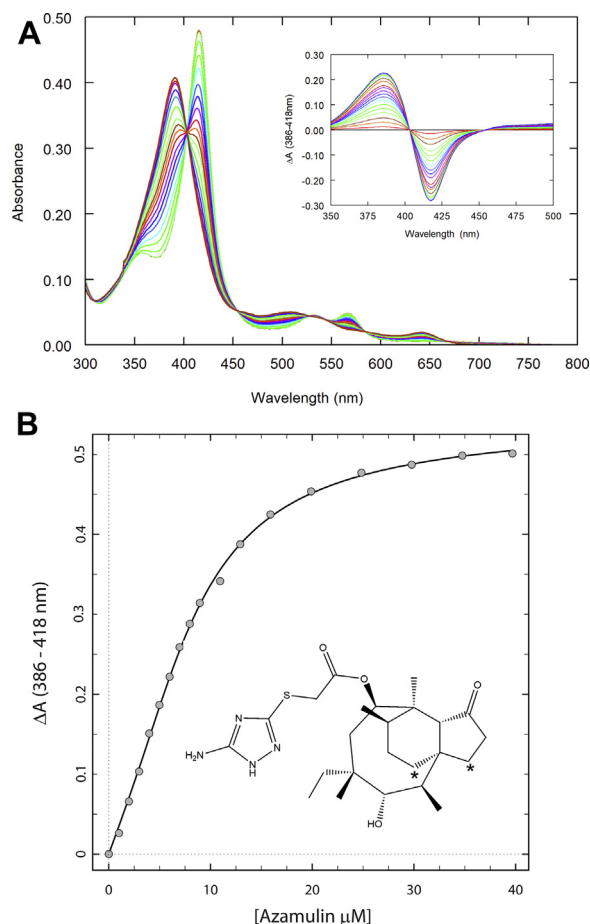 A
0.50
0.40
0.30
0.20
0.10
0.00
Absorbance
300 350 400 450 500 550 600 650 700 750 800
Wavelength (nm)
0.30
0.20
0.10
0.00
-0.10
-0.20
-0.30
ΔA (386-418nm)
350 375 400 425 450 475 500
Wavelength (nm)
B
0.5
0.4
0.3
0.2
0.1
0
ΔA (386 - 418 nm)
O
O
O
S
N
N
H2N
NH
HO
*
*
0 10 20 30 40
[Azamulin μM]